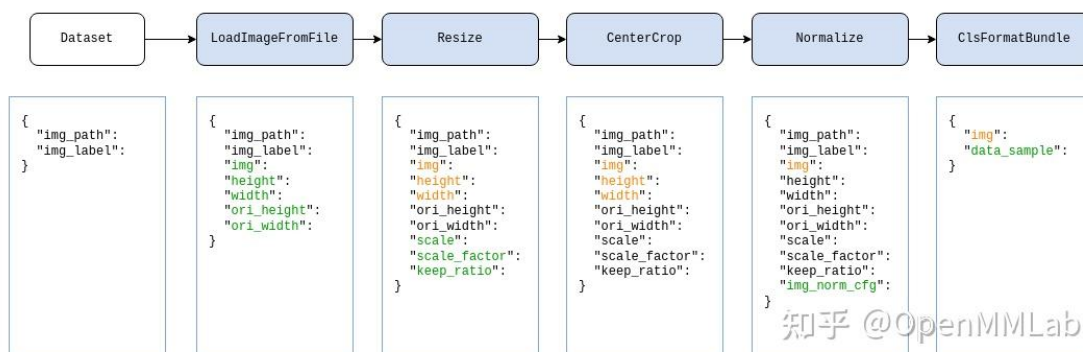 Dataset
LoadImageFromFile
Resize
CenterCrop
Normalize
ClsFormatBundle
{
"img_path":
"img_label":
}
{
"img_path":
"img_label":
"img":
"height":
"width":
"ori_height":
"ori_width":
}
{
"img_path":
"img_label":
"img":
"height":
"width":
"ori_height":
"ori_width":
"scale":
"scale_factor":
"keep_ratio":
}
{
"img_path":
"img_label":
"img":
"height":
"width":
"ori_height":
"ori_width":
"scale":
"scale_factor":
"keep_ratio":
}
{
"img_path":
"img_label":
"img":
"height":
"width":
"ori_height":
"ori_width":
"scale":
"scale_factor":
"keep_ratio":
"img_norm_cfg":
}
{
"img":
"data_sample":
}
知乎 @OpenMMLab